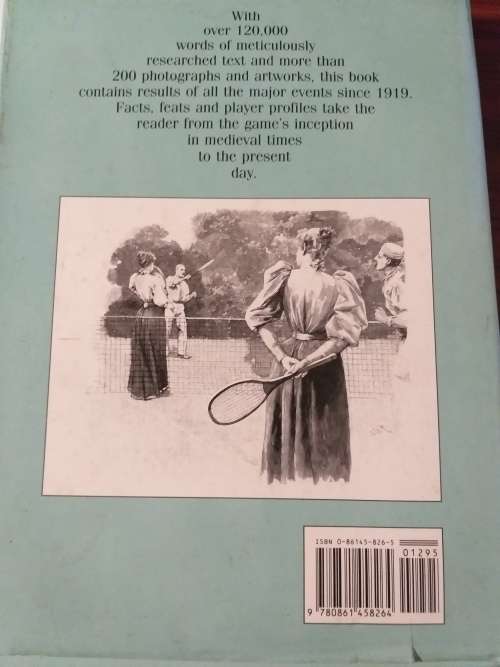 With
over 120,000
words of meticulously
researched text and more than
200 photographs and artworks, this book
contains results of all the major events since 1919.
Facts, feats and player profiles take the
reader from the game's inception
in medieval times
to the present
day.
ISBN 0-86145-826-5
01295
9 780861 458264